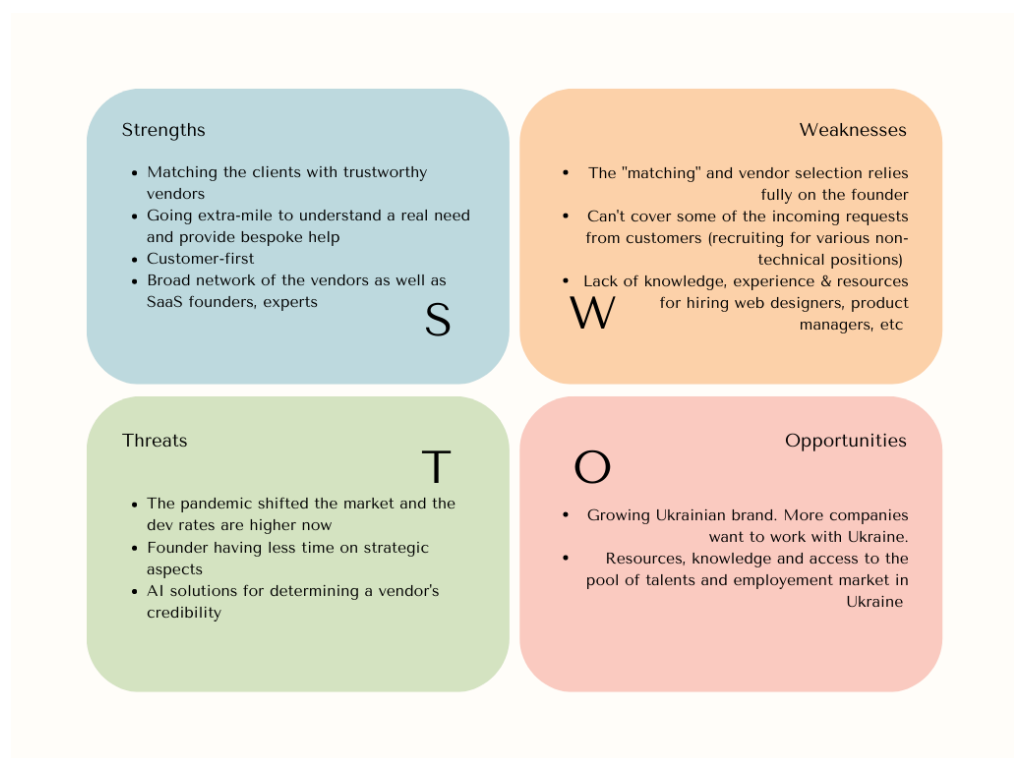 Strengths
• Matching the clients with trustworthy
vendors
• Going extra-mile to understand a real need
and provide bespoke help
• Customer-first
• Broad network of the vendors as well as
SaaS founders, experts
S
Weaknesses
• The "matching" and vendor selection relies
fully on the founder
• Can't cover some of the incoming requests
from customers (recruiting for various non-
technical positions)
• Lack of knowledge, experience & resources
for hiring web designers, product
managers, etc
W
Threats
T
• The pandemic shifted the market and the
dev rates are higher now
• Founder having less time on strategic
aspects
• AI solutions for determining a vendor's
credibility
Opportunities
O
• Growing Ukrainian brand. More companies
want to work with Ukraine.
• Resources, knowledge and access to the
pool of talents and employement market in
Ukraine